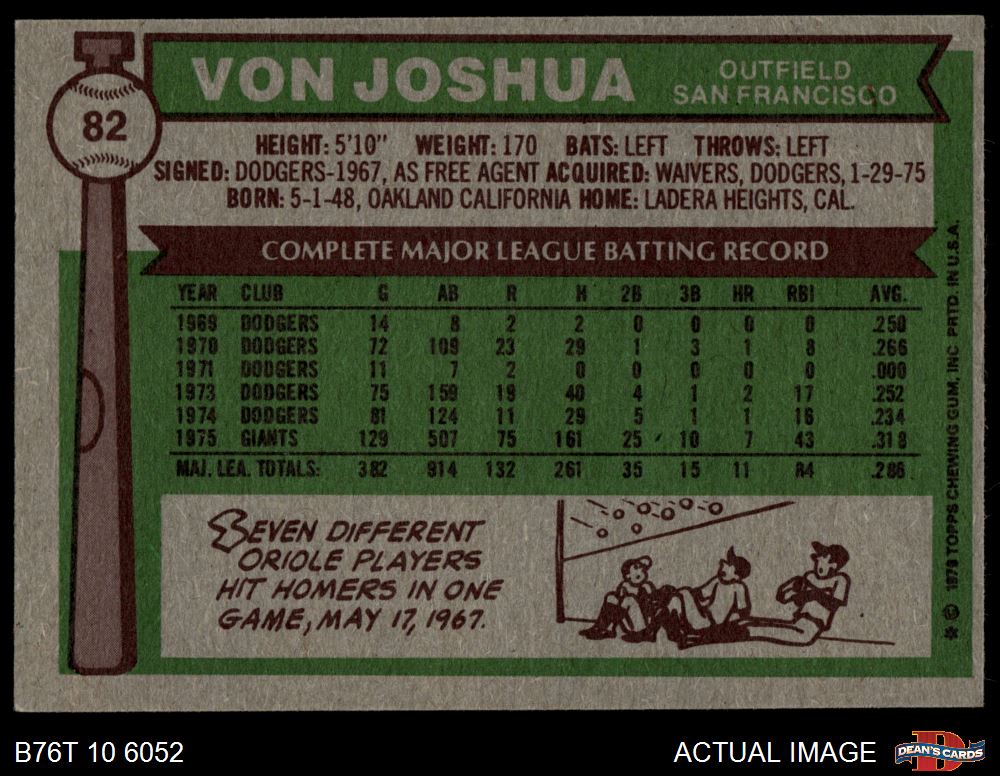 82
VON JOSHUA
OUTFIELD
SAN FRANCISCO
HEIGHT: 5'10" WEIGHT: 170 BATS: LEFT THROWS: LEFT
SIGNED: DODGERS-1967, AS FREE AGENT ACQUIRED: WAIVERS, DODGERS, 1-29-75
BORN: 5-1-48, OAKLAND CALIFORNIA HOME: LADERA HEIGHTS, CAL.
COMPLETE MAJOR LEAGUE BATTING RECORD
YEAR CLUB G AB R H 2B 3B HR RBI AVG.
1969 DODGERS 14 8 2 2 0 0 0 0 .250
1970 DODGERS 72 109 23 29 1 3 1 8 .266
1971 DODGERS 11 7 2 0 0 0 0 0 .000
1973 DODGERS 75 159 19 40 4 1 2 17 .252
1974 DODGERS 81 124 11 29 5 1 1 16 .234
1975 GIANTS 129 507 75 161 25 10 7 43 .318
MAJ. LEA. TOTALS: 382 914 132 261 35 15 11 84 .286
SEVEN DIFFERENT
ORIOLE PLAYERS
HIT HOMERS IN ONE
GAME, MAY 17, 1967.
* © 1976 TOPPS CHEWING GUM, INC. PRTD. IN U.S.A.
B76T 10 6052
ACTUAL IMAGE
D
DEAN'S CARDS